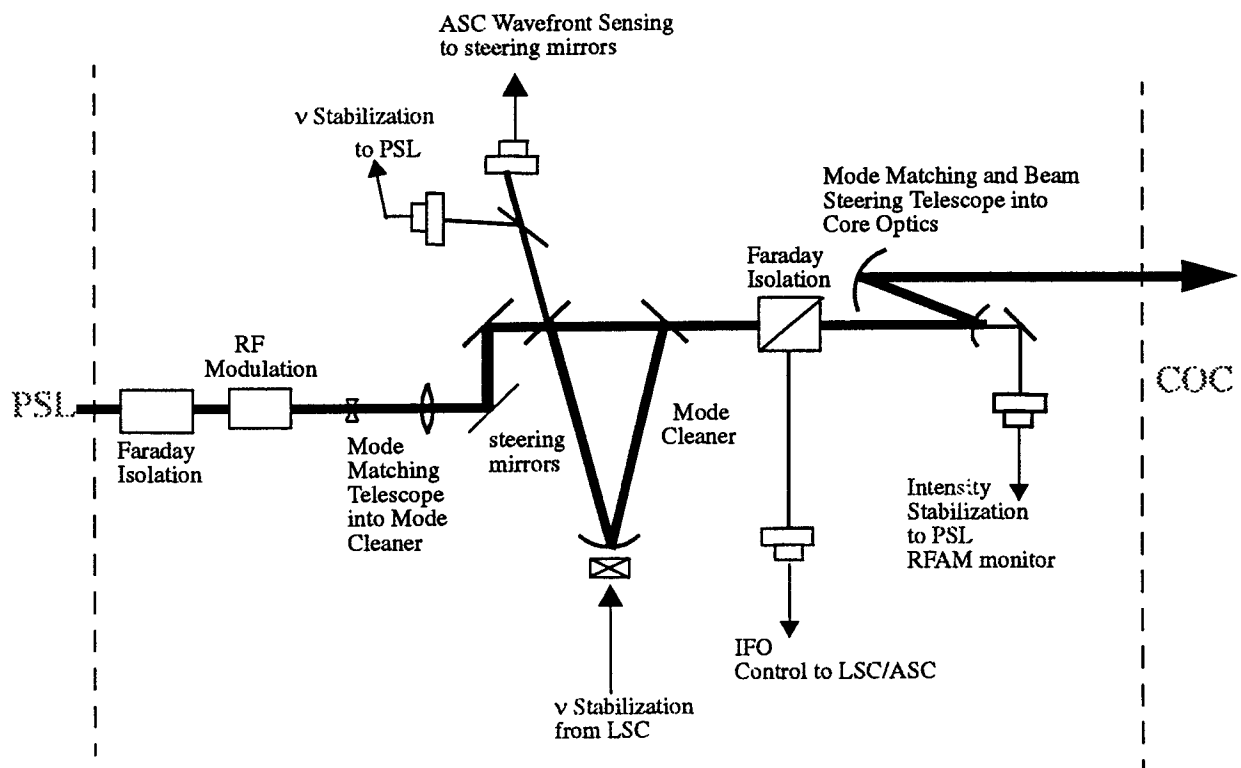 ASC Wavefront Sensing
to steering mirrors
ν Stabilization
to PSL
Mode Matching and Beam
Steering Telescope into
Core Optics
Faraday
Isolation
RF
Modulation
PSL
COC
Faraday
Isolation
Mode
Matching
Telescope
into Mode
Cleaner
steering
mirrors
Mode
Cleaner
Intensity
Stabilization
to PSL
RFAM monitor
IFO
Control to LSC/ASC
ν Stabilization
from LSC